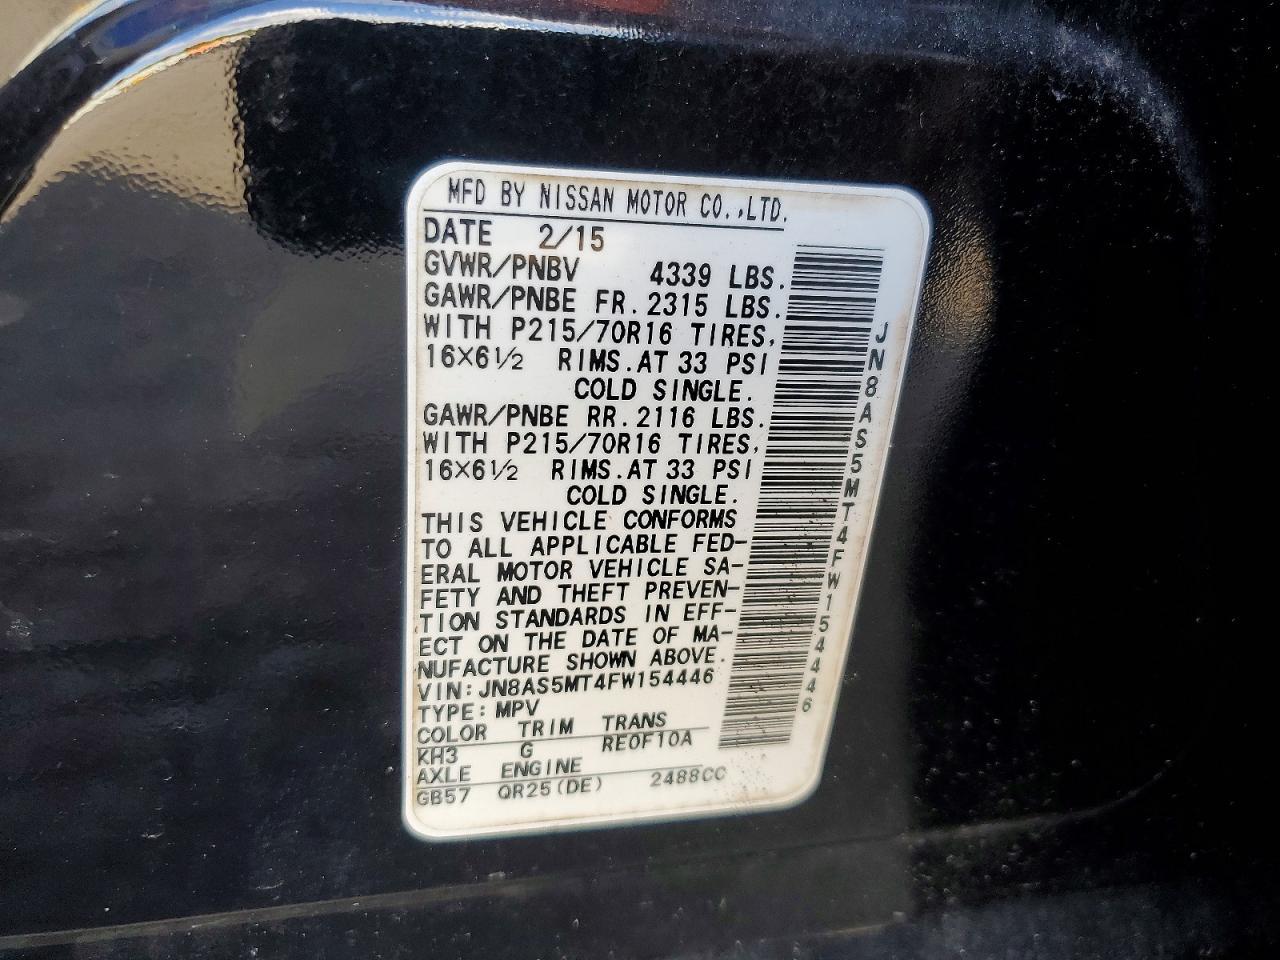 MFD BY NISSAN MOTOR CO.,LTD.
DATE 2/15
GVWR/PNBV 4339 LBS.
GAWR/PNBE FR. 2315 LBS.
WITH P215/70R16 TIRES,
16×6½ RIMS. AT 33 PSI
COLD SINGLE.
GAWR/PNBE RR. 2116 LBS.
WITH P215/70R16 TIRES,
16×6½ RIMS. AT 33 PSI
COLD SINGLE.
THIS VEHICLE CONFORMS
TO ALL APPLICABLE FED-
ERAL MOTOR VEHICLE SA-
FETY AND THEFT PREVEN-
TION STANDARDS IN EFF-
ECT ON THE DATE OF MA-
NUFACTURE SHOWN ABOVE.
VIN: JN8AS5MT4FW154446
TYPE: MPV
COLOR TRIM TRANS
KH3 G RE0F10A
AXLE ENGINE
GB57 QR25(DE) 2488CC
JN8AS5MT4FW154446